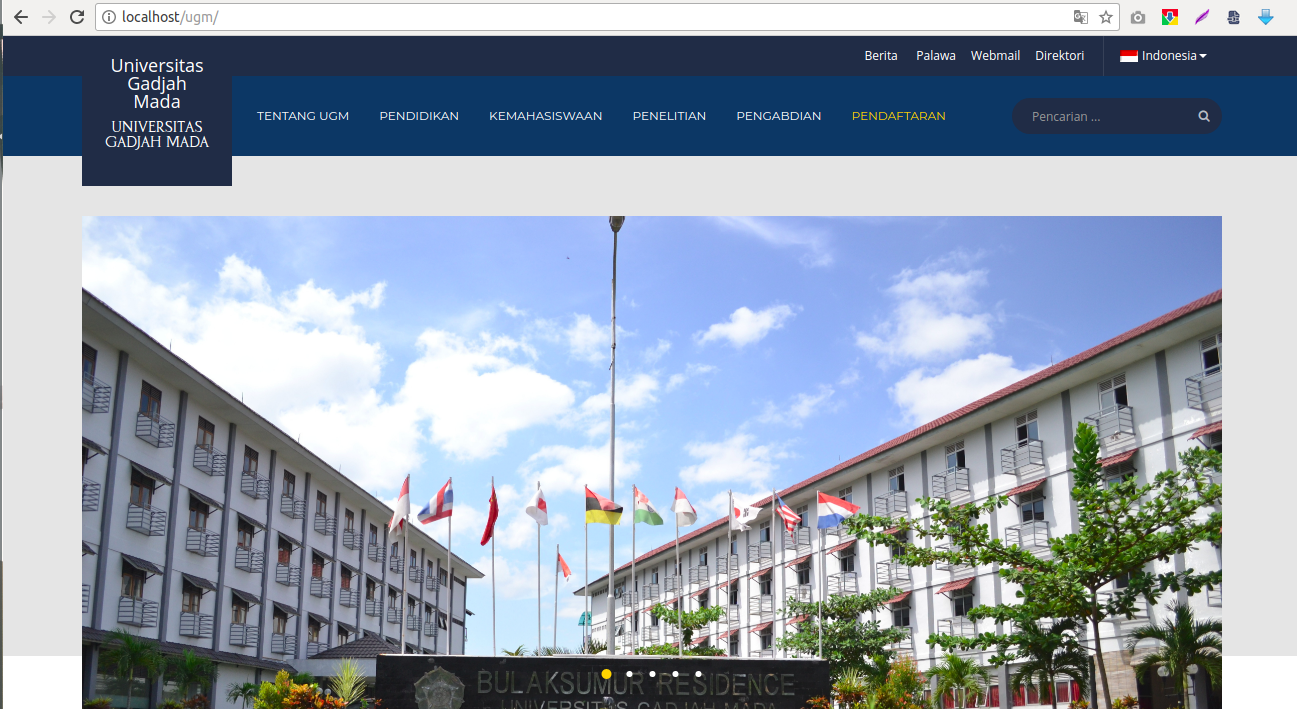 localhost/ugm/
Berita Palawa Webmail Direktori Indonesia
Universitas
Gadjah
Mada
UNIVERSITAS
GADJAH MADA
TENTANG UGM PENDIDIKAN KEMAHASISWAAN PENELITIAN PENGABDIAN PENDAFTARAN
Pencarian ...
BULAKSUMUR RESIDENCE
UNIVERSITAS GADJAH MADA